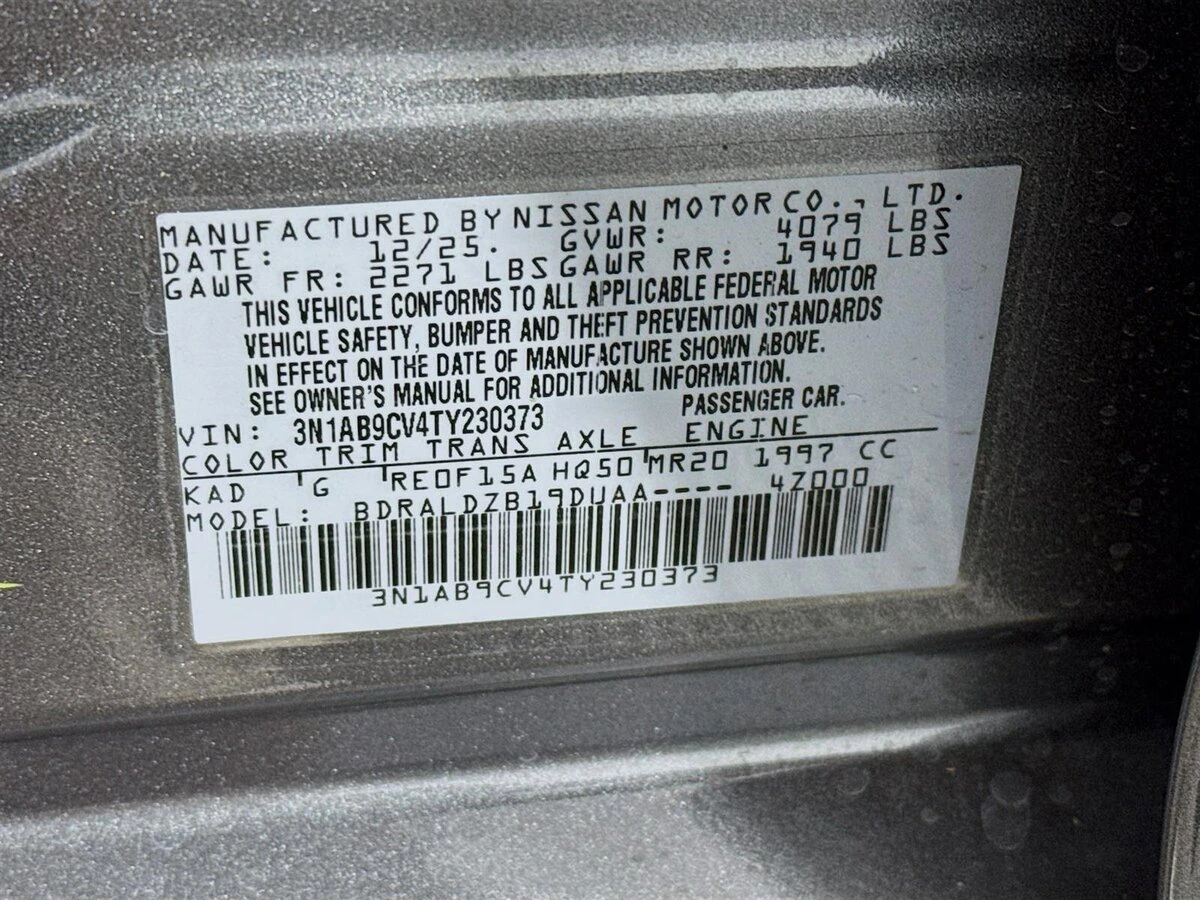 MANUFACTURED BY NISSAN MOTOR CO., LTD.
DATE: 12/25. GVWR: 4079 LBS
GAWR FR: 2271 LBS GAWR RR: 1940 LBS
THIS VEHICLE CONFORMS TO ALL APPLICABLE FEDERAL MOTOR
VEHICLE SAFETY, BUMPER AND THEFT PREVENTION STANDARDS
IN EFFECT ON THE DATE OF MANUFACTURE SHOWN ABOVE.
SEE OWNER'S MANUAL FOR ADDITIONAL INFORMATION.
VIN: 3N1AB9CV4TY230373 PASSENGER CAR.
COLOR TRIM TRANS AXLE ENGINE
KAD G RE0F15A HQ50 MR20 1997 CC
MODEL: BDRALDZB19DUAA---- 4Z000
3N1AB9CV4TY230373